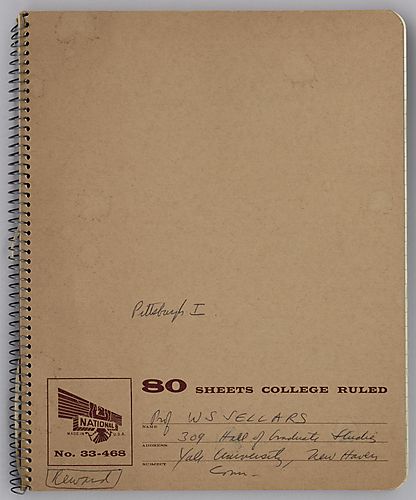 Pittsburgh I
80 SHEETS COLLEGE RULED
NATIONAL
MADE IN U.S.A.
No. 33-468
Prof W S SELLARS
NAME
309 Hall of Graduate Studies
ADDRESS
Yale University, New Haven
SUBJECT
Conn.
Reward